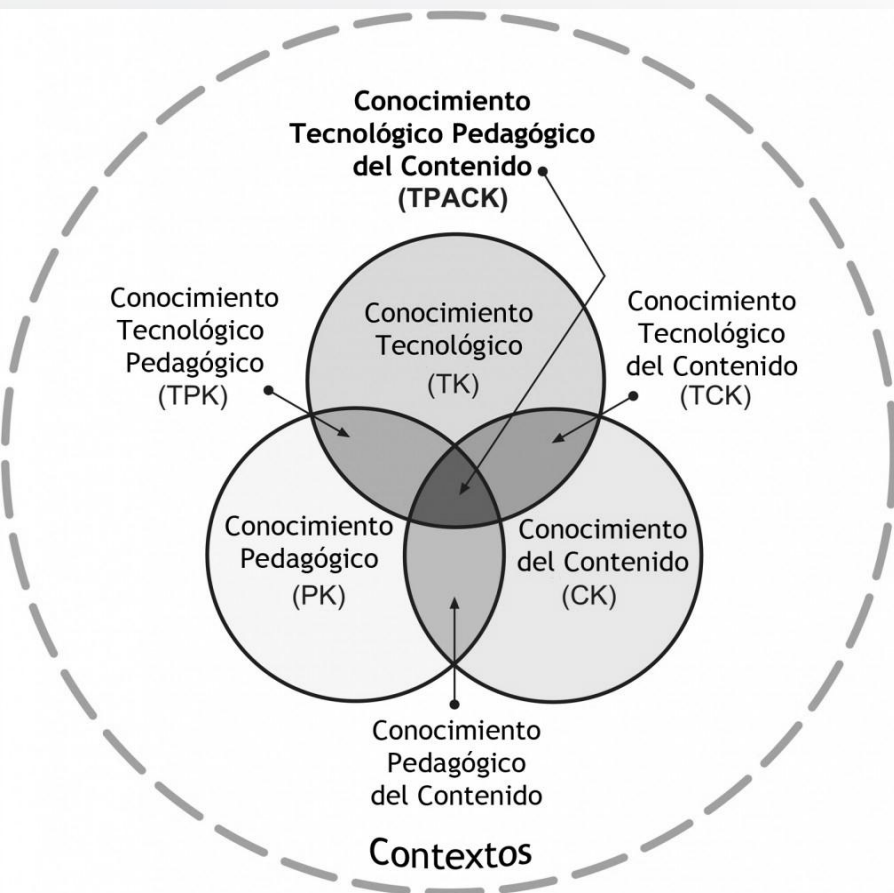 Conocimiento
Tecnológico Pedagógico
del Contenido
(TPACK)
Conocimiento
Tecnológico
Pedagógico
(TPK)
Conocimiento
Tecnológico
(TK)
Conocimiento
Tecnológico
del Contenido
(TCK)
Conocimiento
Pedagógico
(PK)
Conocimiento
del Contenido
(CK)
Conocimiento
Pedagógico
del Contenido
Contextos